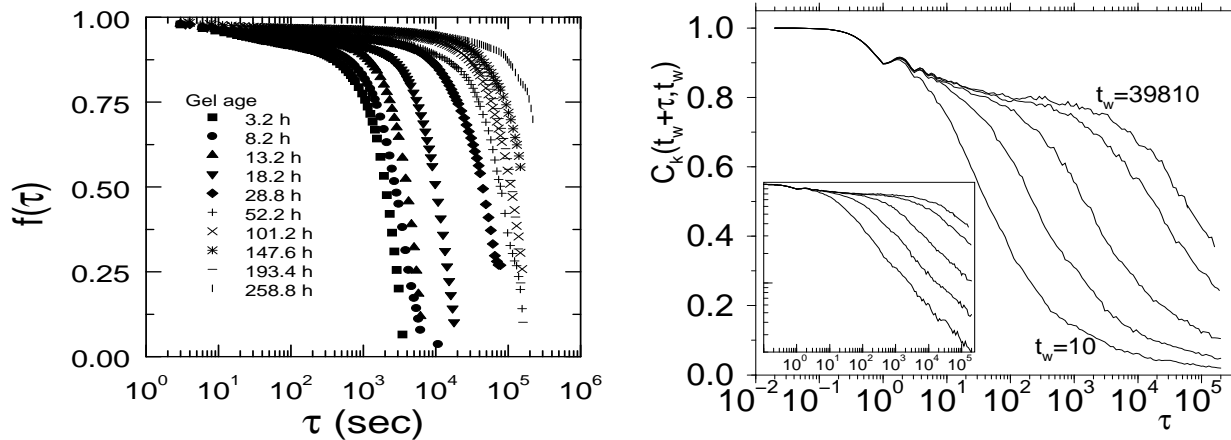 f(τ)
1.00
0.75
0.50
0.25
0.00
Gel age
3.2 h
8.2 h
13.2 h
18.2 h
28.8 h
52.2 h
101.2 h
147.6 h
193.4 h
258.8 h
10^0 10^1 10^2 10^3 10^4 10^5 10^6
τ (sec)
C_k(t_w+τ,t_w)
1.0
0.8
0.6
0.4
0.2
0.0
t_w=39810
t_w=10
10^-1 10^0 10^1 10^2 10^3 10^4 10^5
10^-2 10^-1 10^0 10^1 10^2 10^3 10^4 10^5
τ